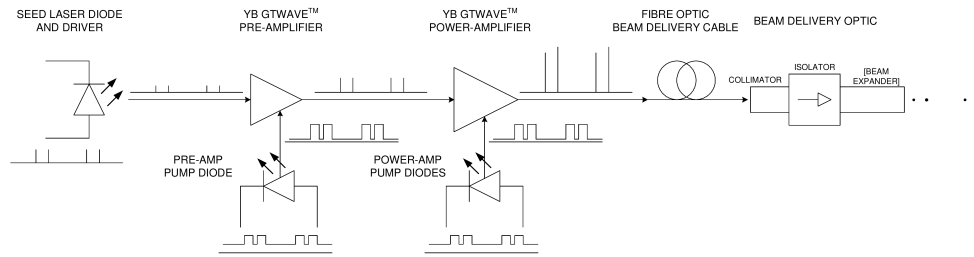 SEED LASER DIODE
AND DRIVER
YB GTWAVE™
PRE-AMPLIFIER
YB GTWAVE™
POWER-AMPLIFIER
FIBRE OPTIC
BEAM DELIVERY CABLE
BEAM DELIVERY OPTIC
COLLIMATOR
ISOLATOR
[BEAM
EXPANDER]
PRE-AMP
PUMP DIODE
POWER-AMP
PUMP DIODES